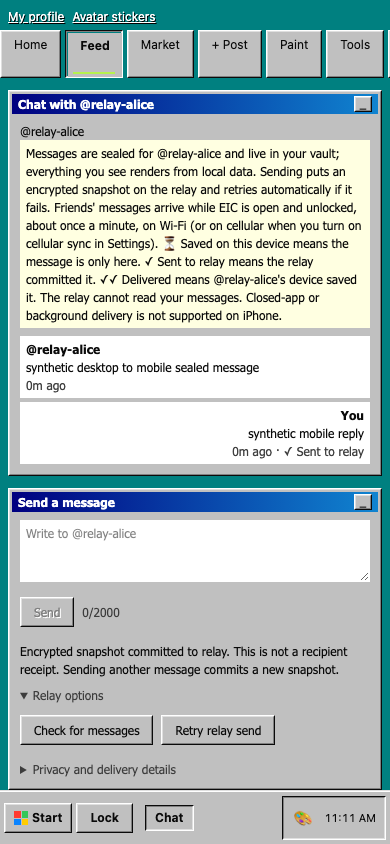 My profile Avatar stickers
Home Feed Market + Post Paint Tools
Chat with @relay-alice
@relay-alice
Messages are sealed for @relay-alice and live in your vault;
everything you see renders from local data. Sending puts an
encrypted snapshot on the relay and retries automatically if it
fails. Friends' messages arrive while EIC is open and unlocked,
about once a minute, on Wi-Fi (or on cellular when you turn on
cellular sync in Settings). ⏳ Saved on this device means the
message is only here. ✓ Sent to relay means the relay
committed it. ✓✓ Delivered means @relay-alice's device saved
it. The relay cannot read your messages. Closed-app or
background delivery is not supported on iPhone.
@relay-alice
synthetic desktop to mobile sealed message
0m ago
You
synthetic mobile reply
0m ago · ✓ Sent to relay
Send a message
Write to @relay-alice
Send 0/2000
Encrypted snapshot committed to relay. This is not a recipient
receipt. Sending another message commits a new snapshot.
▼ Relay options
Check for messages Retry relay send
▶ Privacy and delivery details
Start Lock Chat 11:11 AM